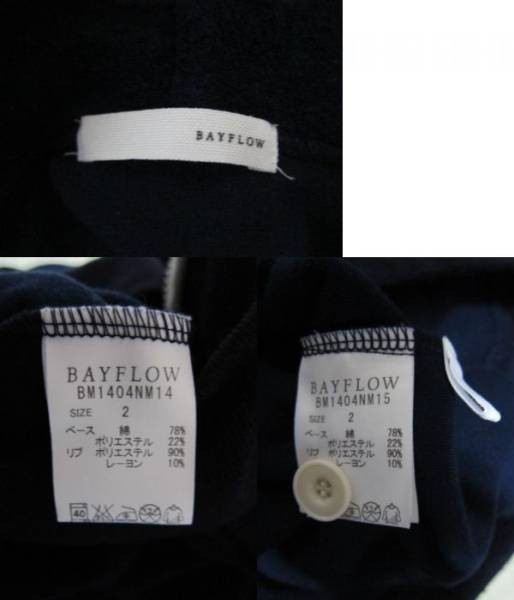 BAYFLOW
BAYFLOW
BM1404NM14
SIZE 2
ベース 綿 78%
ポリエステル 22%
リブ ポリエステル 90%
レーヨン 10%
40
BAYFLOW
BM1404NM15
SIZE 2
ベース 綿 78%
ポリエステル 22%
リブ ポリエステル 90%
レーヨン 10%